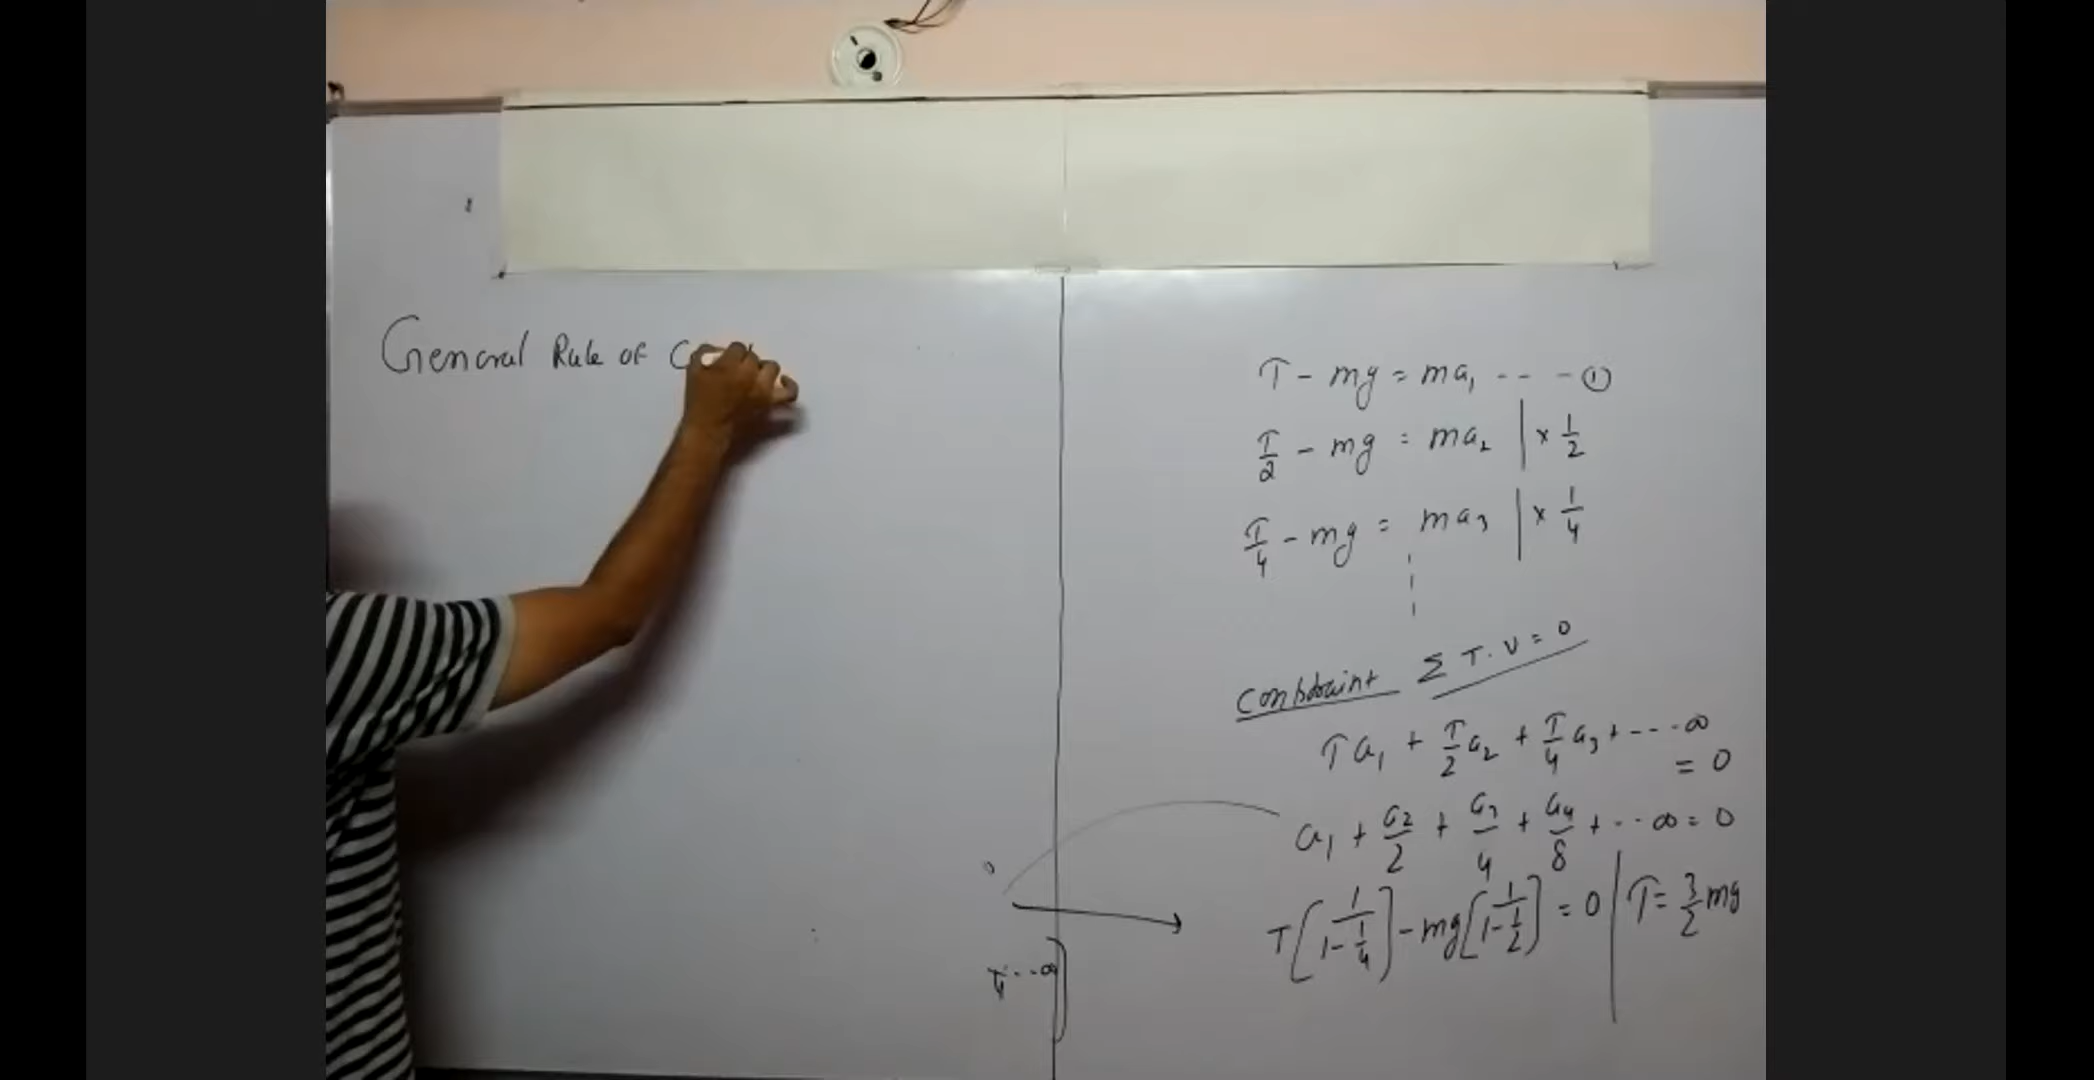 General Rule of
T - mg = ma₁ - - - ①
T/2 - mg = ma₂ | × 1/2
T/4 - mg = ma₃ | × 1/4
Constraint Σ T·V = 0
Ta₁ + T/2 a₂ + T/4 a₃ + --- ∞
= 0
a₁ + a₂/2 + a₃/4 + a₄/8 + --- ∞ = 0
T[1/(1 - 1/4)] - mg[1/(1 - 1/2)] = 0 | T = 3/2 mg